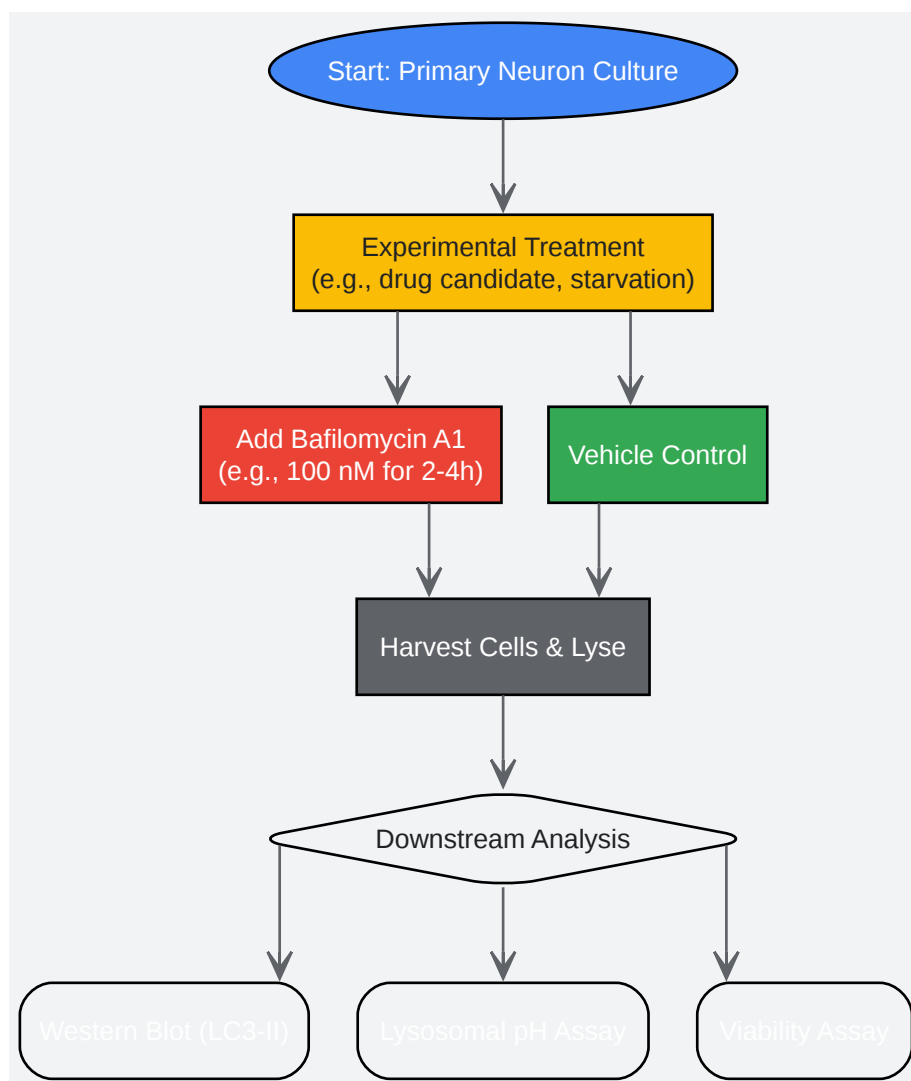 Start: Primary Neuron Culture
Experimental Treatment
(e.g., drug candidate, starvation)
Add Bafilomycin A1
(e.g., 100 nM for 2-4h)
Vehicle Control
Harvest Cells & Lyse
Downstream Analysis
Western Blot (LC3-II)
Lysosomal pH Assay
Viability Assay